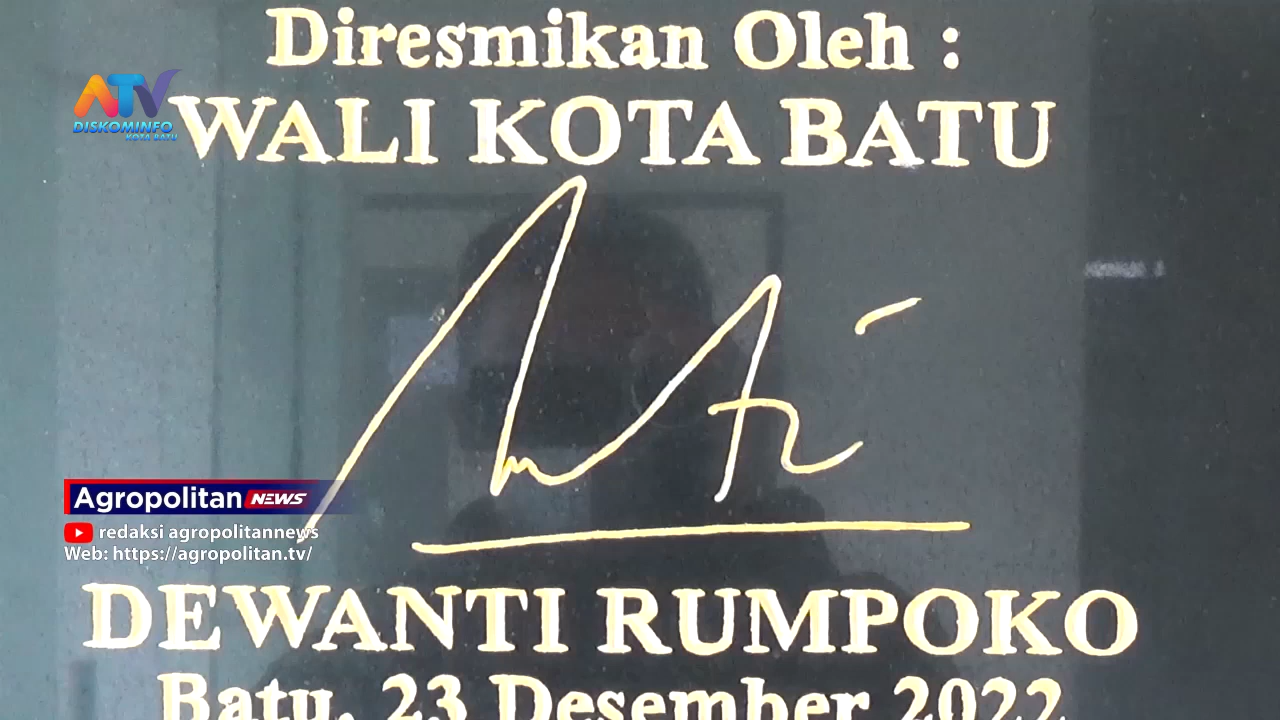 Diresmikan Oleh :
ATV
DISKOMINFO
KOTA BATU
WALI KOTA BATU
Agropolitan NEWS
redaksi agropolitannews
Web: https://agropolitan.tv/
DEWANTI RUMPOKO
Batu, 23 Desember 2022